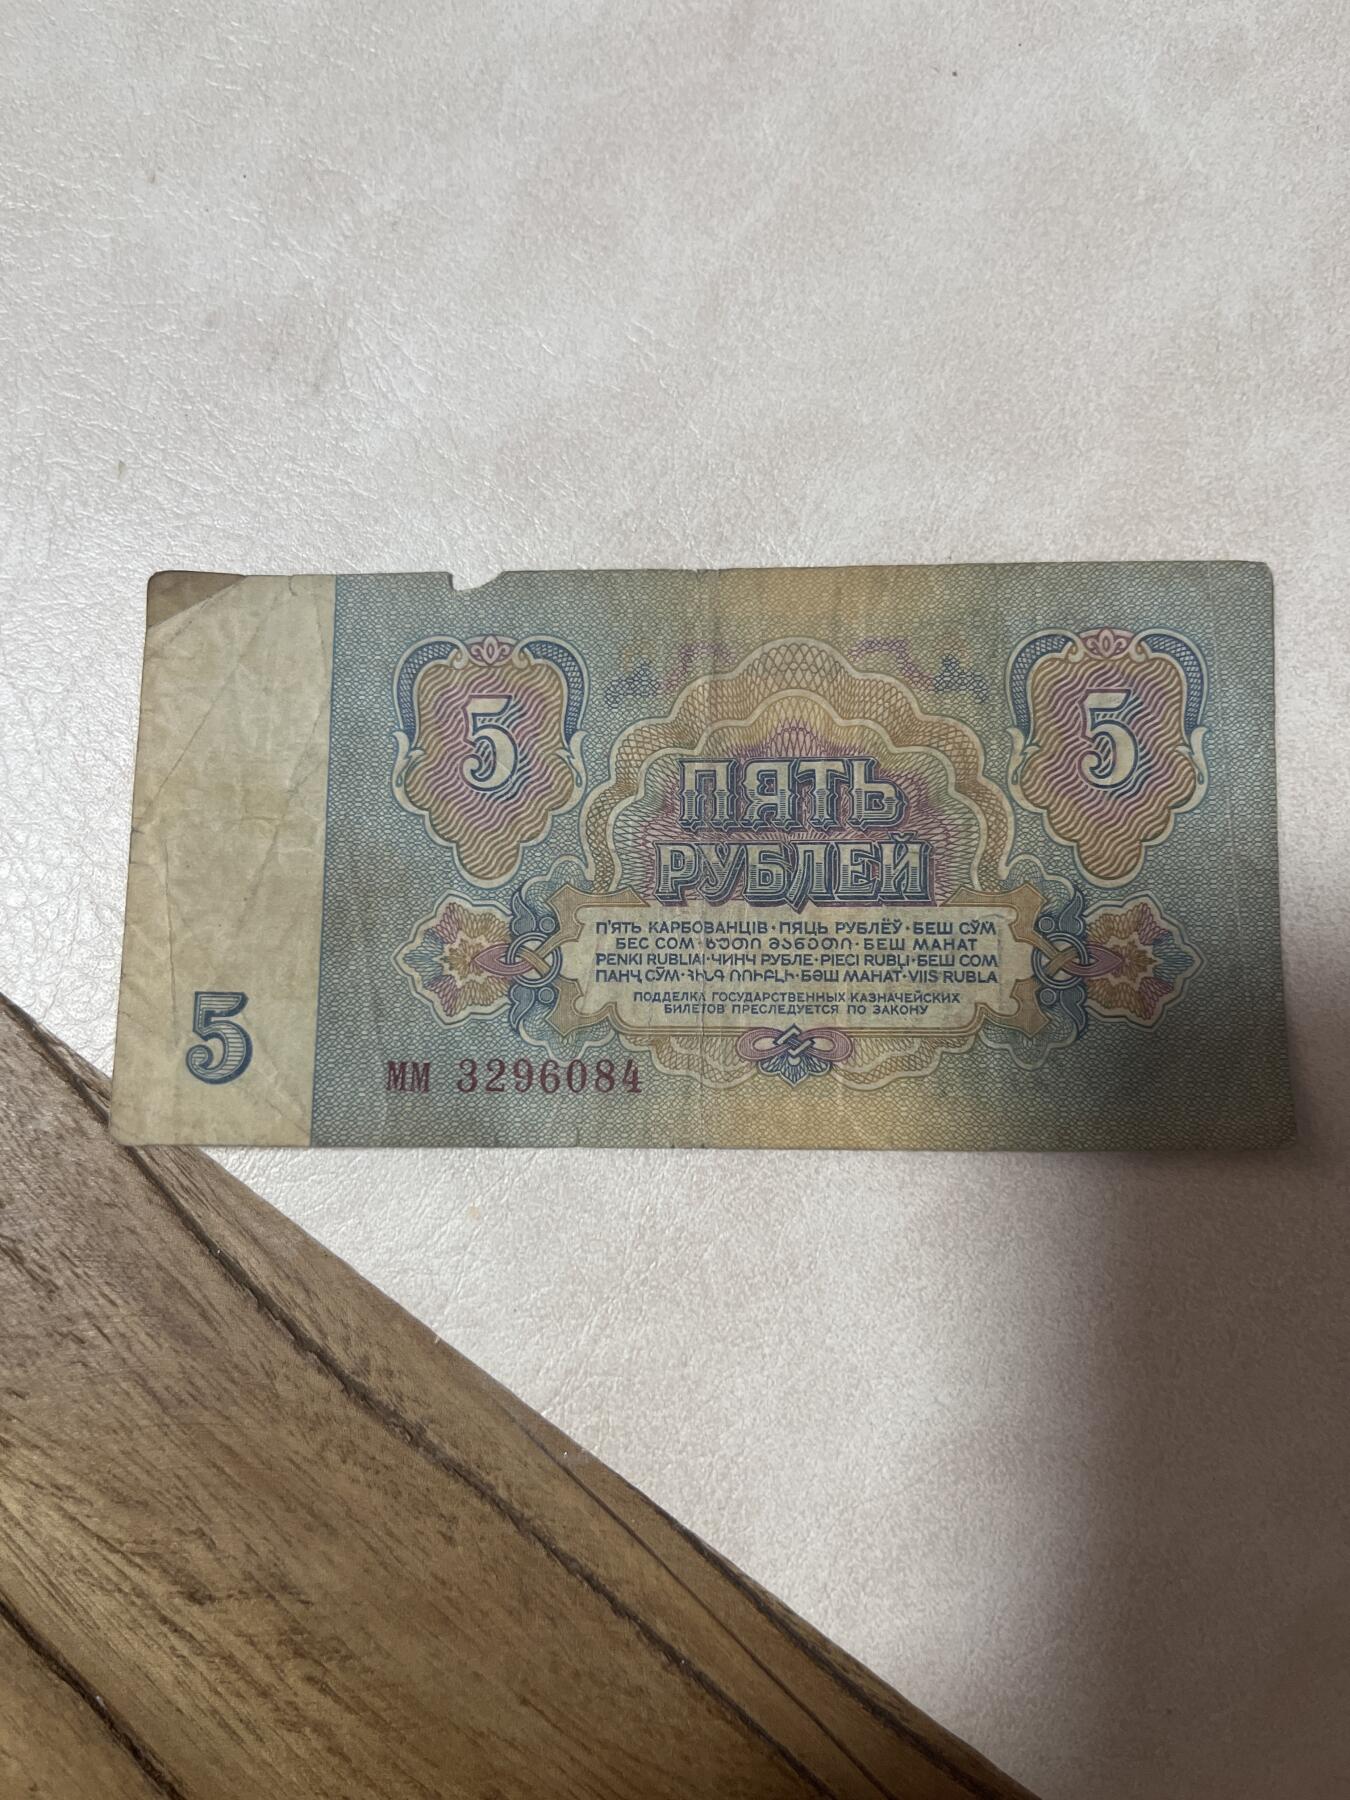 5 5
ПЯТЬ
РУБЛЕЙ
П'ЯТЬ КАРБОВАНЦІВ·ПЯЦЬ РУБЛЁЎ·БЕШ СЎМ
БЕС СОМ·ხუთი მანეთი·БЕШ МАНАТ
PENKI RUBLIAI·ЧИНЧ РУБЛЕ·PIECI RUBĻI·БЕШ СОМ
ПАНҶ СЎМ·ՀԻՆԳ ՌՈՒԲԼԻ·БӘШ МАНАТ·VIIS RUBLA
ПОДДЕЛКА ГОСУДАРСТВЕННЫХ КАЗНАЧЕЙСКИХ
БИЛЕТОВ ПРЕСЛЕДУЕТСЯ ПО ЗАКОНУ
5
ММ 3296084